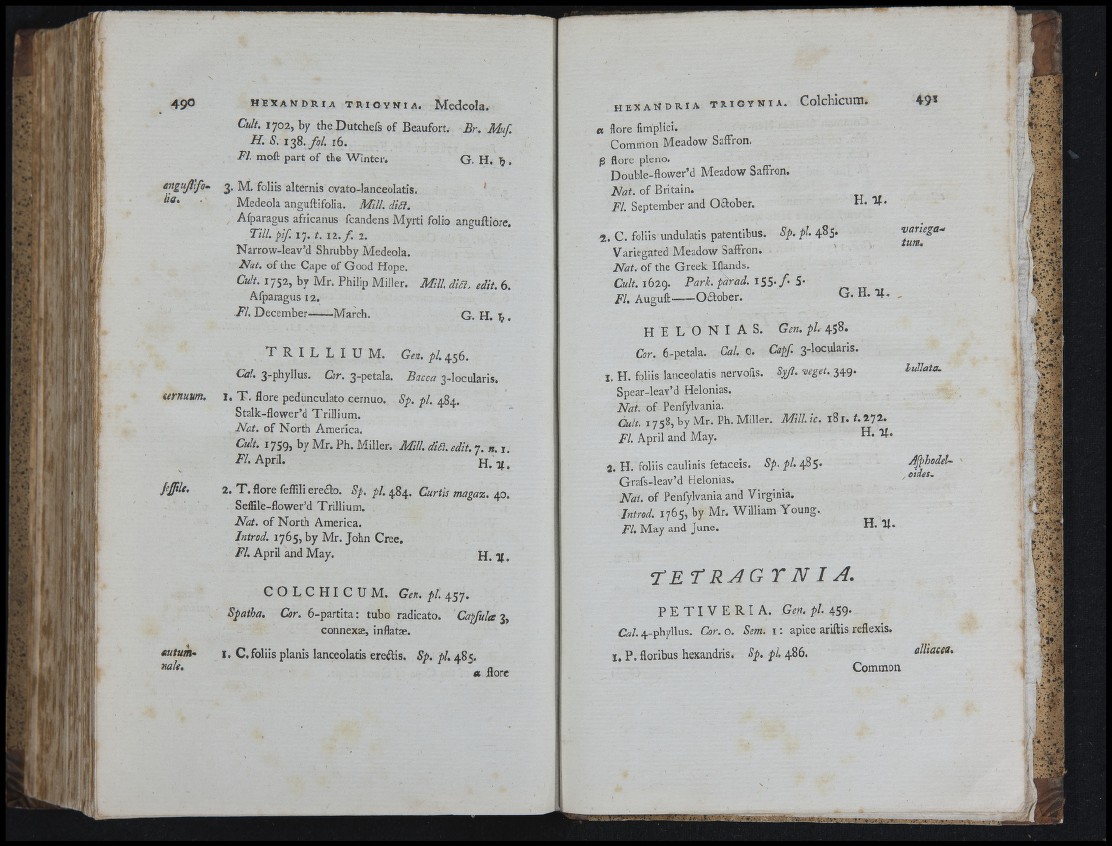 490 HEXANDRIA TRIGYNIA. Medeola.
Cult. 1702, by the Dutcheſs of Beaufort. Br. Muſ.
H. S. 138. fol. 16.
Fl. moſt part of the Winter. G. H. ♄.
anguſtifo-
lia.
3. M. foliis alternis ovato-lanceolatis.
Medeola anguſtifolia. Mill. dict.
Aſparagus africanus ſcandens Myrti folio anguſtiore.
Till. piſ. 17. t. 12. f. 2.
Narrow-leav'd Shrubby Medeola.
Nat. of the Cape of Good Hope.
Cult. 1752, by Mr. Philip Miller. Mill. dict. edit. 6.
Aſparagus 12.
Fl. December——March. G. H. ♄.
TRILLIUM. Gen. pl. 456.
Cal. 3-phyllus. Cor. 3-petala. Bacca 3-locularis.
cernuum. 1. T. flore pedunculato cernuo. Sp. pl. 484.
Stalk-flower'd Trillium.
Nat. of North America.
Cult. 1759, by Mr. Ph. Miller. Mill. dict. edit. 7. n. 1.
Fl. April. H. ♃.
ſeſſile. 2. T. flore ſeſſili erecto. Sp. pl. 484. Curtis magaz. 40.
Seſſile-flower'd Trillium.
Nat. of North America.
Introd. 1765, by Mr. John Cree.
Fl. April and May. H. ♃.
COLCHICUM. Gen. pl. 457.
Spatha. Cor. 6-partita: tubo radicato. Capſulæ 3,
connexæ, inflatæ.
autum-
nale.
1. C. foliis planis lanceolatis erectis. Sp. pl. 485.
α flore
HEXANDRIA TRIGYNIA. Colchicum. 491
α flore ſimplici.
Common Meadow Saffron.
β flore pleno.
Double-flower'd Meadow Saffron.
Nat. of Britain.
Fl. September and October. H. ♃.
2. C. foliis undulatis patentibus. Sp. pl. 485. variega-
tum.
Variegated Meadow Saffron.
Nat. of the Greek Iſlands.
Cult. 1629. Park. parad. 155. f. 5.
Fl. Auguſt——October. G. H. ♃.
HELONIAS. Gen. pl. 458.
Cor. 6-petala. Cal. 0. Capſ. 3-locularis.
1. H. foliis lanceolatis nervoſis. Syſt. veget. 349. bullata.
Spear-leav'd Helonias.
Nat. of Penſylvania.
Cult. 1758, by Mr. Ph. Miller. Mill. ic. 181. t. 272.
Fl. April and May. H. ♃.
2. H. foliis caulinis ſetaceis. Sp. pl. 485. Aſphodel-
oides.
Graſs-leav'd Helonias.
Nat. of Penſylvania and Virginia.
Introd. 1765, by Mr. William Young.
Fl. May and June. H. ♃.
TETRAGYNIA.
PETIVERIA. Gen. pl. 459.
Cal. 4-phyllus. Cor. 0. Sem. 1: apice ariſtis reflexis.
1. P. floribus hexandris. Sp. pl. 486. alliacea.
Common